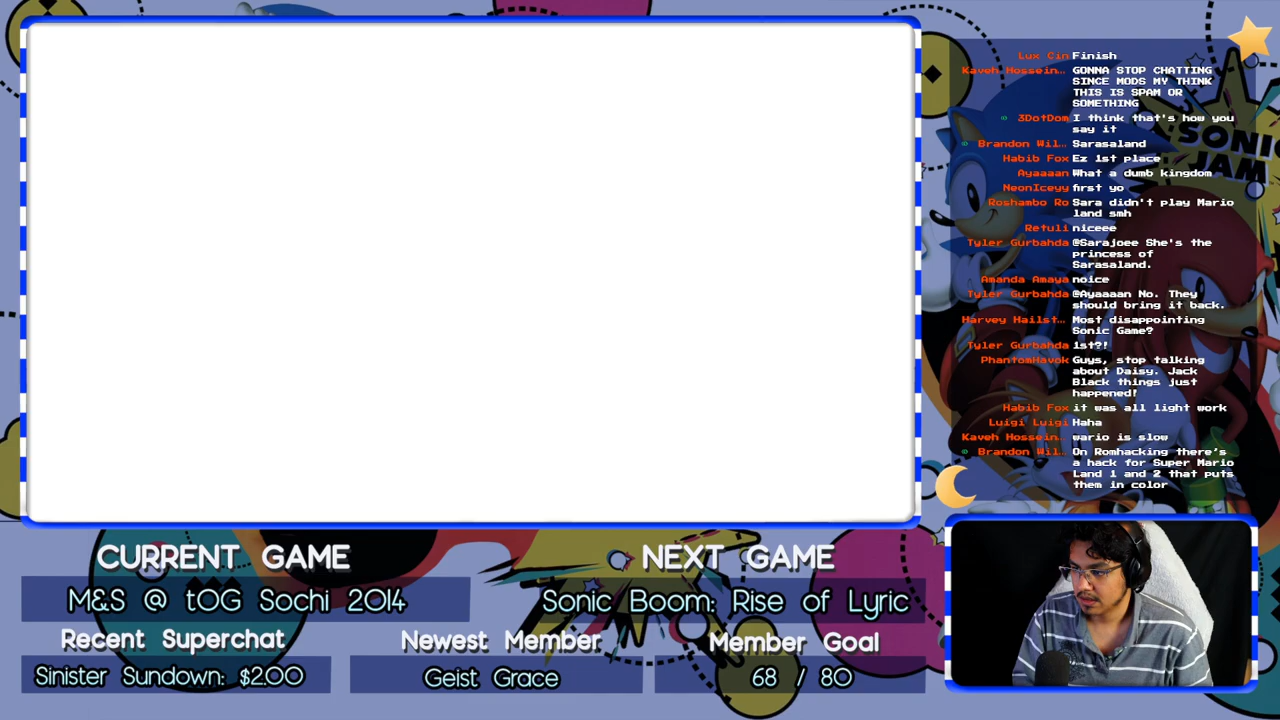 Lux Cin Finish
Kaveh Hossein… GONNA STOP CHATTING
SINCE MODS MY THINK
THIS IS SPAM OR
SOMETHING
3DotDom I think that's how you
say it
Brandon Wil… Sarasaland
Habib Fox Ez 1st place
Ayaaaan What a dumb kingdom
NeonIceyy first yo
Roshambo Ro Sara didn't play Mario
land smh
Retuli niceee
Tyler Gurbahda @Sarajoee She's the
princess of
Sarasaland.
Amanda Amaya noice
Tyler Gurbahda @Ayaaaan No. They
should bring it back.
Harvey Hailst… Most disappointing
Sonic Game?
Tyler Gurbahda 1st?!
PhantomHavok Guys, stop talking
about Daisy. Jack
Black things just
happened!
Habib Fox it was all light work
Luigi Luigi Haha
Kaveh Hossein… wario is slow
Brandon Wil… On Romhacking there's
a hack for Super Mario
Land 1 and 2 that puts
them in color
SONIC
JAM
CURRENT GAME
M&S @ tOG Sochi 2014
NEXT GAME
Sonic Boom: Rise of Lyric
Recent Superchat
Sinister Sundown: $2.00
Newest Member
Geist Grace
Member Goal
68 / 80